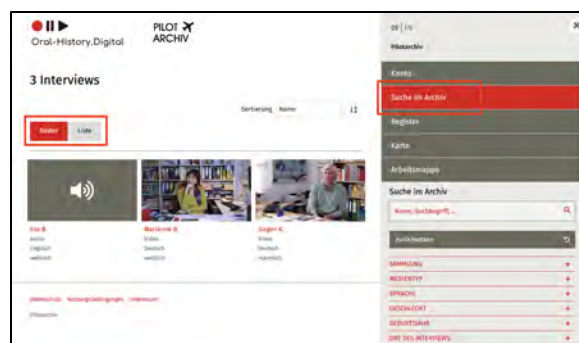 Oral-History.Digital
PILOT
ARCHIV
3 Interviews
Sortierung Name
Raster Liste
Eva B.
Audio
Englisch
weiblich
Marianne B.
Video
Deutsch
weiblich
Jürgen K.
Video
Deutsch
männlich
Datenschutz Nutzungsbedingungen Impressum
Pilotarchiv
DE | EN
Pilotarchiv
Konto
Suche im Archiv
Register
Karte
Arbeitsmappe
Suche im Archiv
Name, Suchbegriff, ...
Zurücksetzen
SAMMLUNG +
MEDIENTYP +
SPRACHE +
GESCHLECHT +
GEBURTSJAHR +
ORT DES INTERVIEWS +